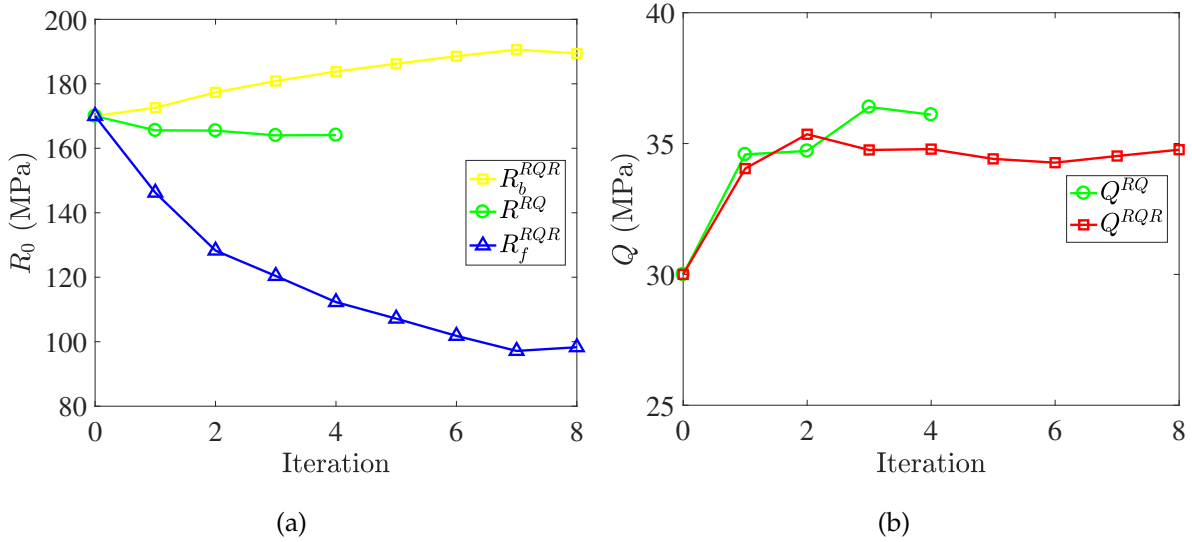 200
180
160
140
120
100
80
0 2 4 6 8
R_0 (MPa)
Iteration
R_b^{RQR}
R^{RQ}
R_f^{RQR}
(a)
40
35
30
25
0 2 4 6 8
Q (MPa)
Iteration
Q^{RQ}
Q^{RQR}
(b)